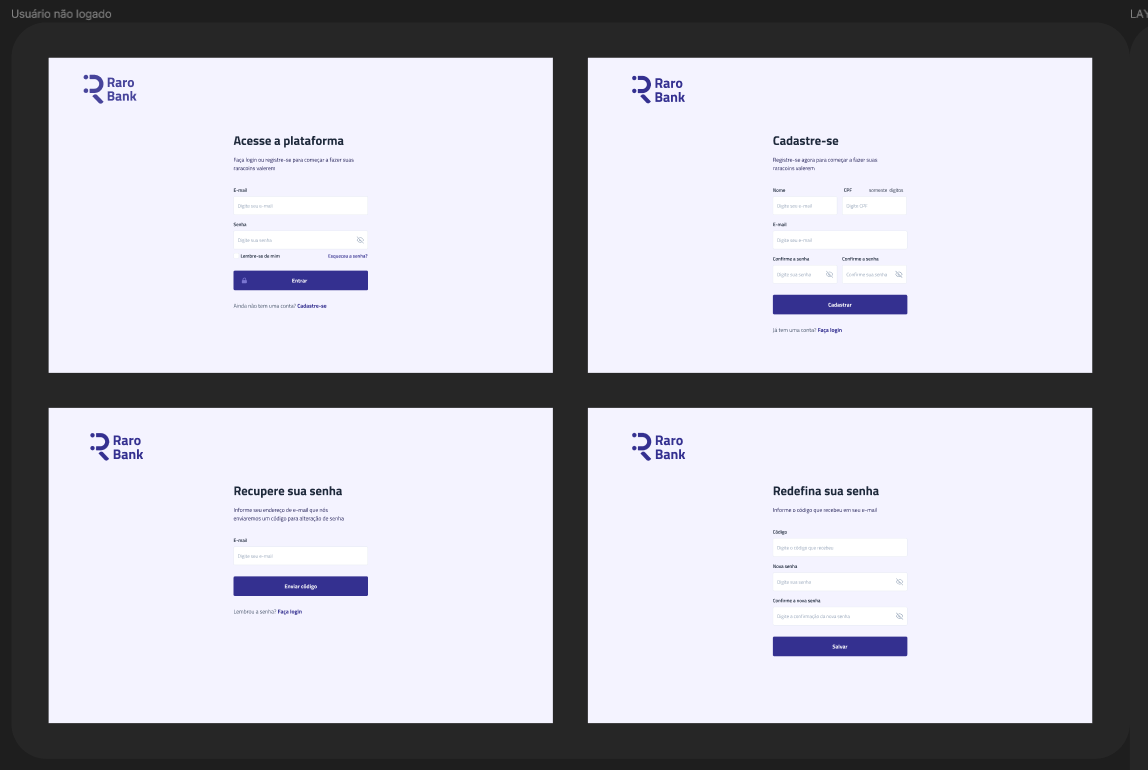 Usuário não logado
LAY
Raro
Bank
Acesse a plataforma
Faça login ou registre-se para começar a fazer suas
raracoins valerem
E-mail
Digite seu e-mail
Senha
Digite sua senha
Lembre-se de mim Esqueceu a senha?
Entrar
Ainda não tem uma conta? Cadastre-se
Raro
Bank
Cadastre-se
Registre-se agora para começar a fazer suas
raracoins valerem
Nome CPF somente dígitos
Digite seu e-mail Digite CPF
E-mail
Digite seu e-mail
Confirme a senha Confirme a senha
Digite sua senha Confirme sua senha
Cadastrar
Já tem uma conta? Faça login
Raro
Bank
Recupere sua senha
Informe seu endereço de e-mail que nós
enviaremos um código para alteração de senha
E-mail
Digite seu e-mail
Enviar código
Lembrou a senha? Faça login
Raro
Bank
Redefina sua senha
Informe o código que recebeu em seu e-mail
Código
Digite o código que recebeu
Nova senha
Digite sua senha
Confirme a nova senha
Digite a confirmação da nova senha
Salvar